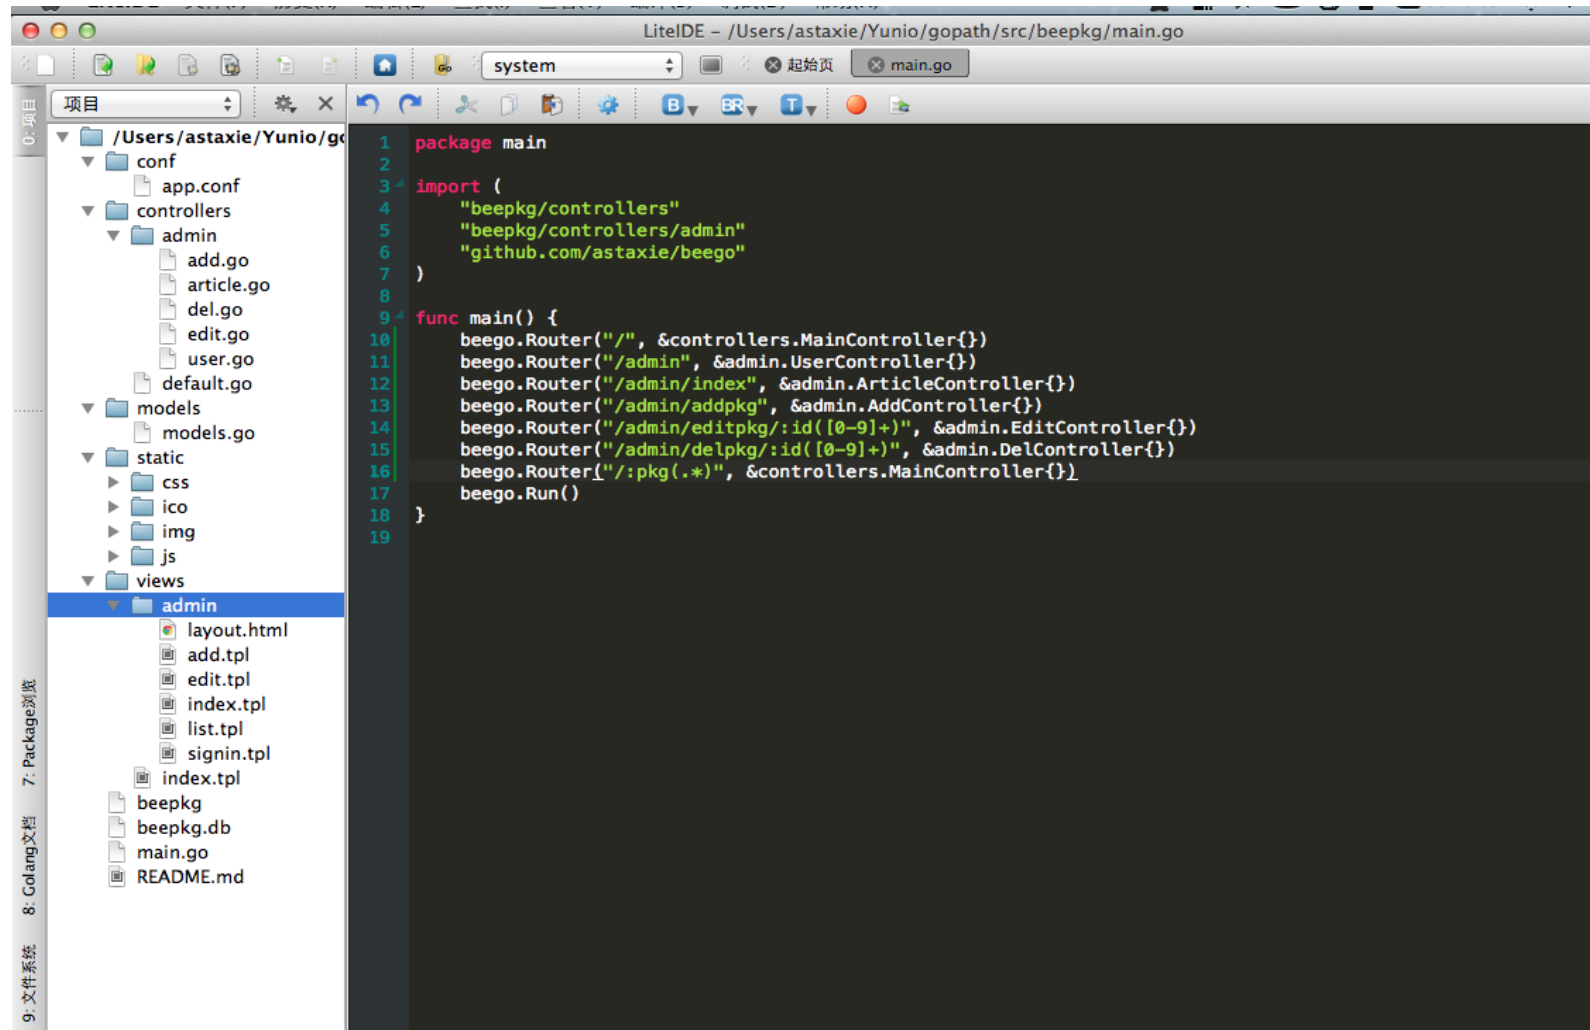 LiteIDE – /Users/astaxie/Yunio/gopath/src/beepkg/main.go
system
起始页
main.go
项目
0: 项目
7: Package浏览
8: Golang文档
9: 文件系统
/Users/astaxie/Yunio/go
conf
app.conf
controllers
admin
add.go
article.go
del.go
edit.go
user.go
default.go
models
models.go
static
css
ico
img
js
views
admin
layout.html
add.tpl
edit.tpl
index.tpl
list.tpl
signin.tpl
index.tpl
beepkg
beepkg.db
main.go
README.md
B
BR
T
1 package main
2
3 import (
4 "beepkg/controllers"
5 "beepkg/controllers/admin"
6 "github.com/astaxie/beego"
7 )
8
9 func main() {
10 beego.Router("/", &controllers.MainController{})
11 beego.Router("/admin", &admin.UserController{})
12 beego.Router("/admin/index", &admin.ArticleController{})
13 beego.Router("/admin/addpkg", &admin.AddController{})
14 beego.Router("/admin/editpkg/:id([0-9]+)", &admin.EditController{})
15 beego.Router("/admin/delpkg/:id([0-9]+)", &admin.DelController{})
16 beego.Router("/:pkg(.*)", &controllers.MainController{})
17 beego.Run()
18 }
19